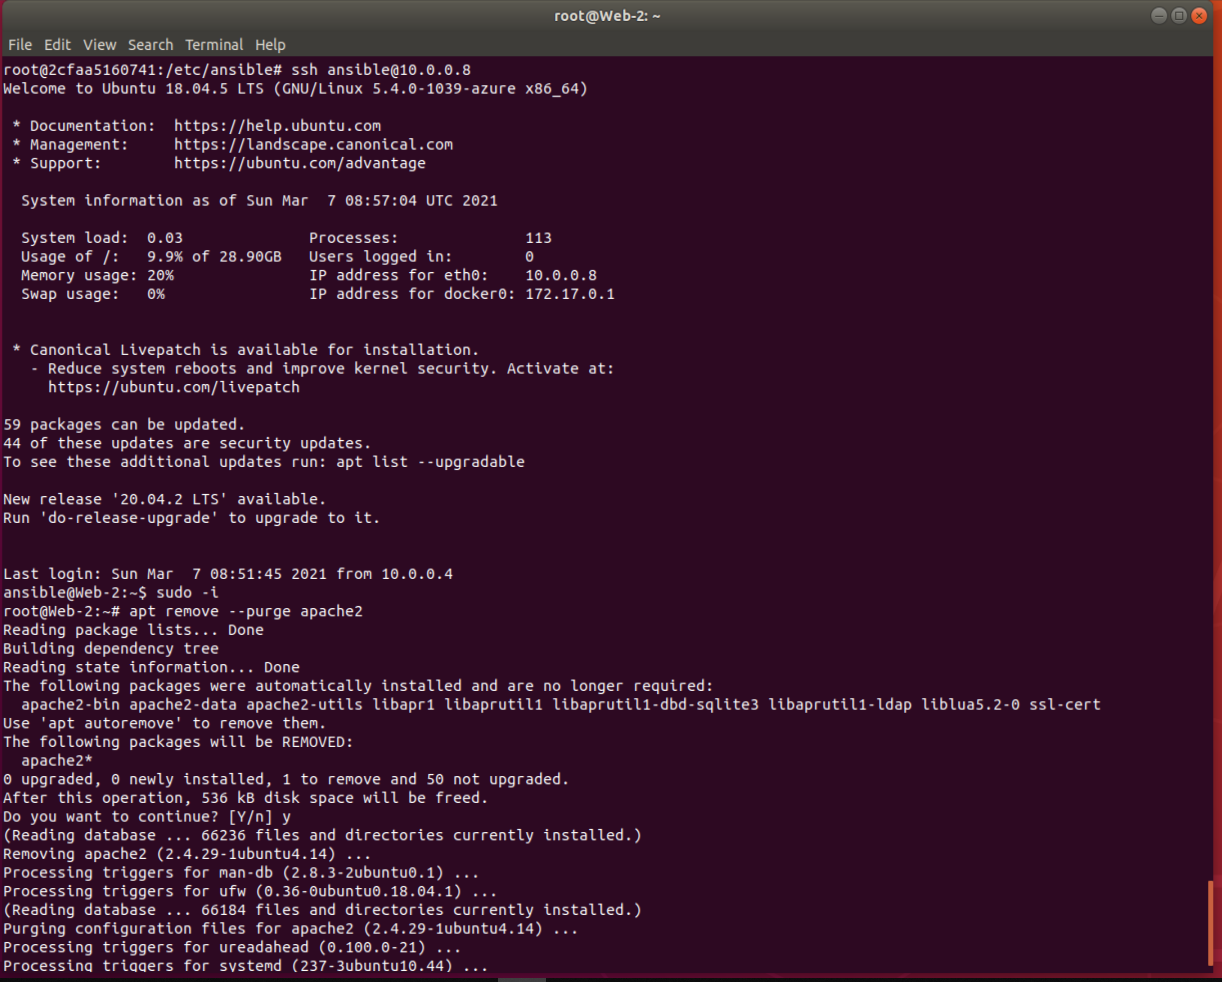 root@Web-2: ~
File Edit View Search Terminal Help
root@2cfaa5160741:/etc/ansible# ssh ansible@10.0.0.8
Welcome to Ubuntu 18.04.5 LTS (GNU/Linux 5.4.0-1039-azure x86_64)
 * Documentation:  https://help.ubuntu.com
 * Management:     https://landscape.canonical.com
 * Support:        https://ubuntu.com/advantage
  System information as of Sun Mar  7 08:57:04 UTC 2021
  System load:  0.03              Processes:              113
  Usage of /:   9.9% of 28.90GB   Users logged in:        0
  Memory usage: 20%               IP address for eth0:    10.0.0.8
  Swap usage:   0%                IP address for docker0: 172.17.0.1
 * Canonical Livepatch is available for installation.
   - Reduce system reboots and improve kernel security. Activate at:
     https://ubuntu.com/livepatch
59 packages can be updated.
44 of these updates are security updates.
To see these additional updates run: apt list --upgradable
New release '20.04.2 LTS' available.
Run 'do-release-upgrade' to upgrade to it.
Last login: Sun Mar  7 08:51:45 2021 from 10.0.0.4
ansible@Web-2:~$ sudo -i
root@Web-2:~# apt remove --purge apache2
Reading package lists... Done
Building dependency tree
Reading state information... Done
The following packages were automatically installed and are no longer required:
  apache2-bin apache2-data apache2-utils libapr1 libaprutil1 libaprutil1-dbd-sqlite3 libaprutil1-ldap liblua5.2-0 ssl-cert
Use 'apt autoremove' to remove them.
The following packages will be REMOVED:
  apache2*
0 upgraded, 0 newly installed, 1 to remove and 50 not upgraded.
After this operation, 536 kB disk space will be freed.
Do you want to continue? [Y/n] y
(Reading database ... 66236 files and directories currently installed.)
Removing apache2 (2.4.29-1ubuntu4.14) ...
Processing triggers for man-db (2.8.3-2ubuntu0.1) ...
Processing triggers for ufw (0.36-0ubuntu0.18.04.1) ...
(Reading database ... 66184 files and directories currently installed.)
Purging configuration files for apache2 (2.4.29-1ubuntu4.14) ...
Processing triggers for ureadahead (0.100.0-21) ...
Processing triggers for systemd (237-3ubuntu10.44) ...